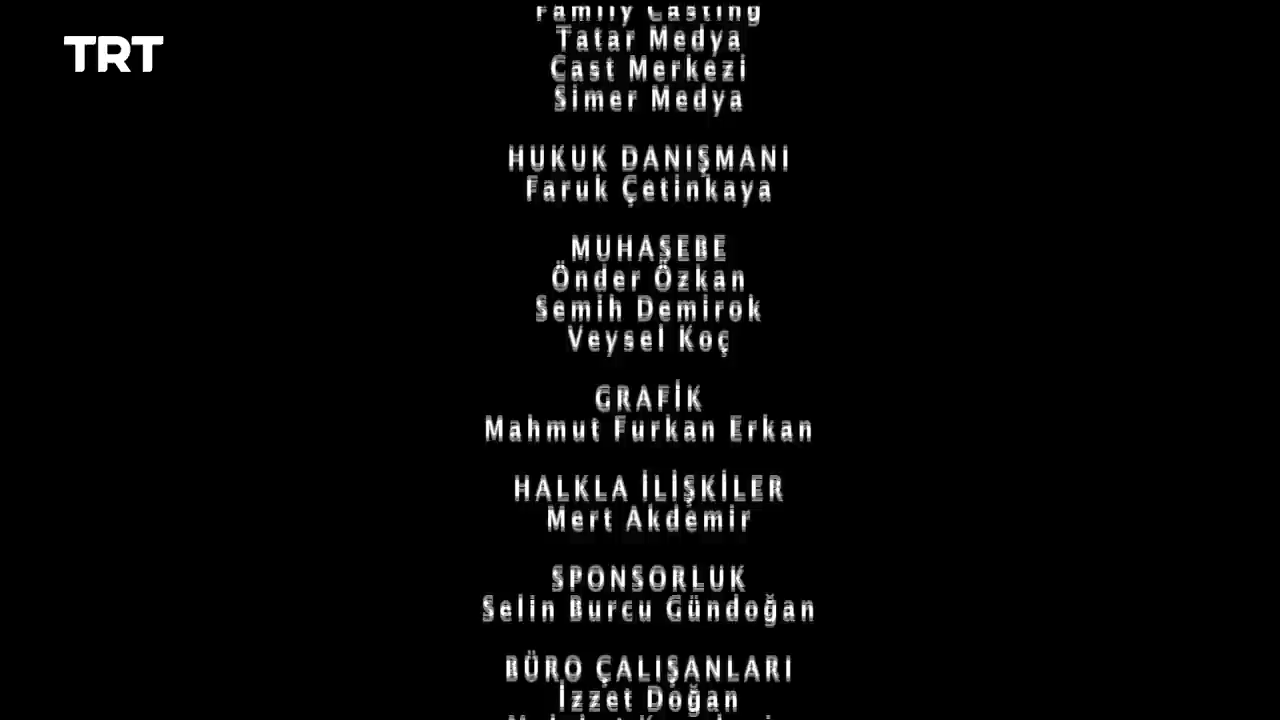 TRT
Family Casting
Tatar Medya
Cast Merkezi
Simer Medya
HUKUK DANIŞMANI
Faruk Çetinkaya
MUHASEBE
Önder Özkan
Semih Demirok
Veysel Koç
GRAFİK
Mahmut Furkan Erkan
HALKLA İLİŞKİLER
Mert Akdemir
SPONSORLUK
Selin Burcu Gündoğan
BÜRO ÇALIŞANLARI
İzzet Doğan